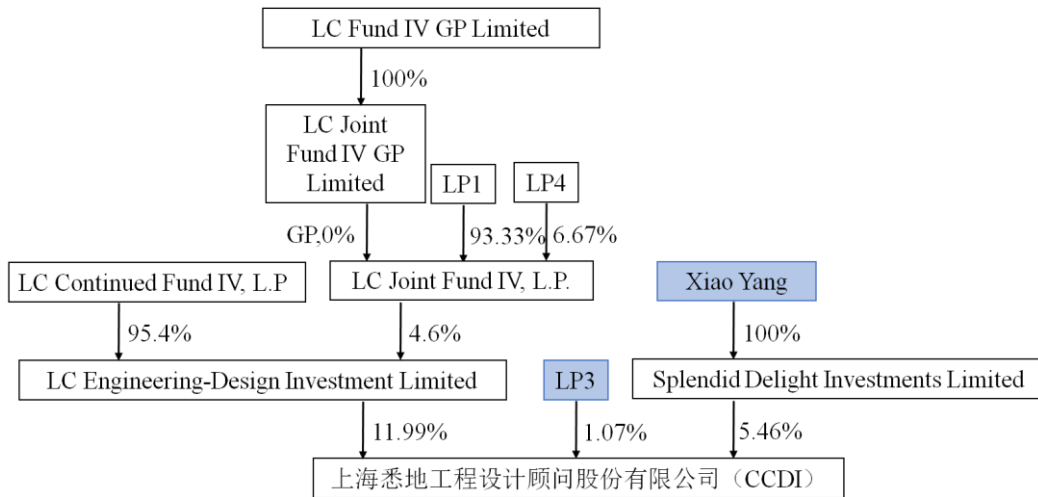 LC Fund IV GP Limited
100%
LC Joint
Fund IV GP
Limited
LP1
LP4
GP,0%
93.33%
6.67%
LC Continued Fund IV, L.P
LC Joint Fund IV, L.P.
Xiao Yang
95.4%
4.6%
100%
LC Engineering-Design Investment Limited
LP3
Splendid Delight Investments Limited
11.99%
1.07%
5.46%
上海悉地工程设计顾问股份有限公司（CCDI）